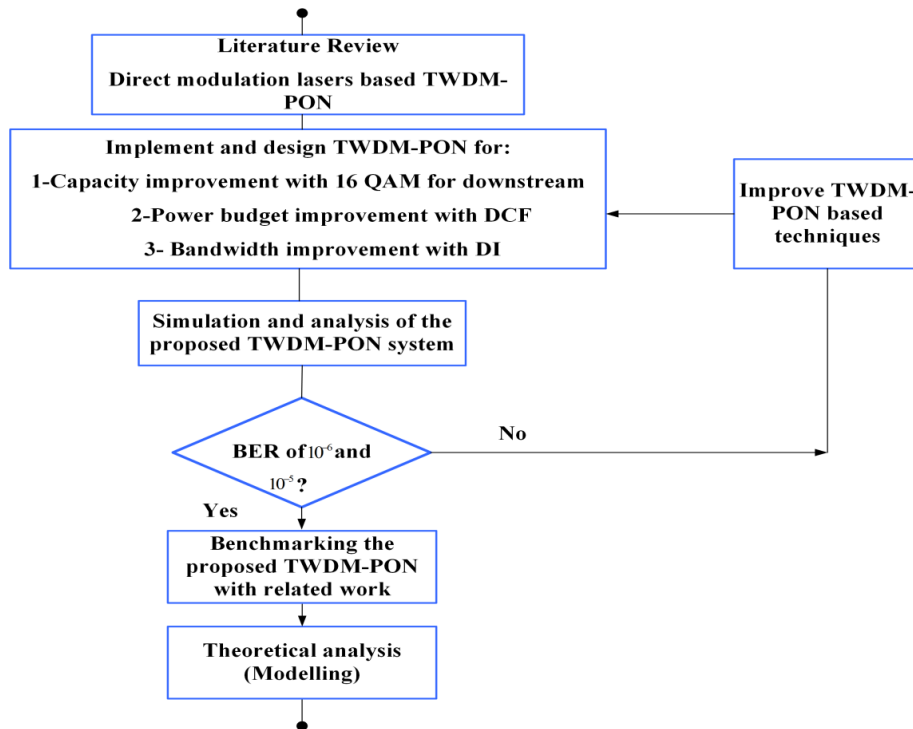 Literature Review
Direct modulation lasers based TWDM-
PON
Implement and design TWDM-PON for:
1-Capacity improvement with 16 QAM for downstream
2-Power budget improvement with DCF
3- Bandwidth improvement with DI
Improve TWDM-
PON based
techniques
Simulation and analysis of the
proposed TWDM-PON system
BER of 10⁻⁶ and
10⁻⁵ ?
No
Yes
Benchmarking the
proposed TWDM-PON
with related work
Theoretical analysis
(Modelling)